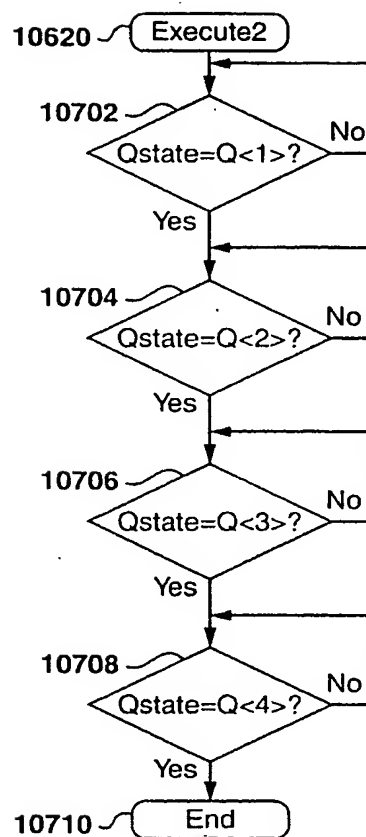 10620 Execute2
10702
Qstate=Q<1>? No
Yes
10704
Qstate=Q<2>? No
Yes
10706
Qstate=Q<3>? No
Yes
10708
Qstate=Q<4>? No
Yes
10710 End